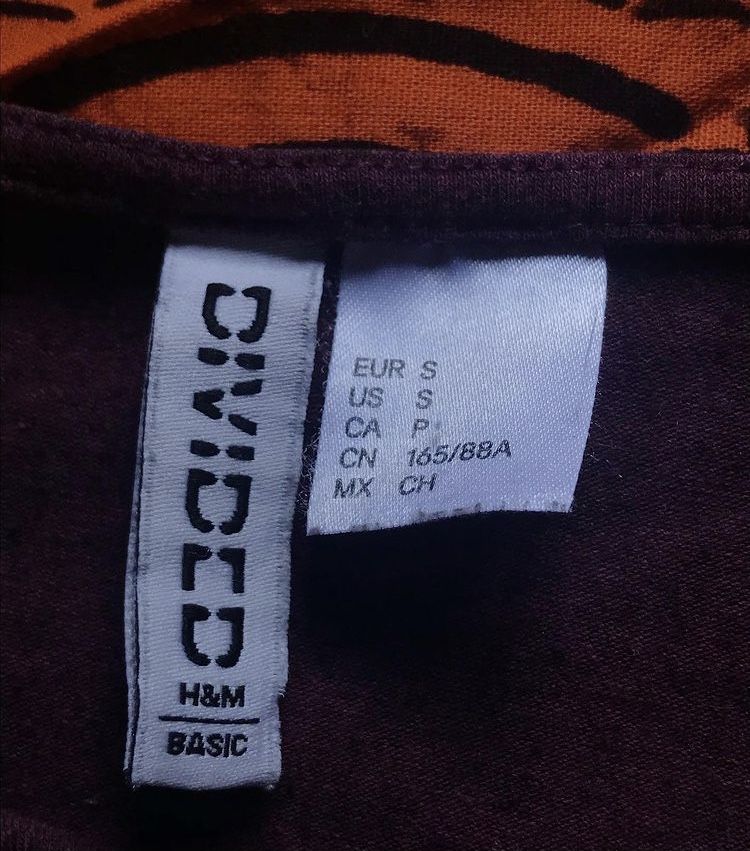 DIVIDED
H&M
BASIC
EUR S
US S
CA P
CN 165/88A
MX CH